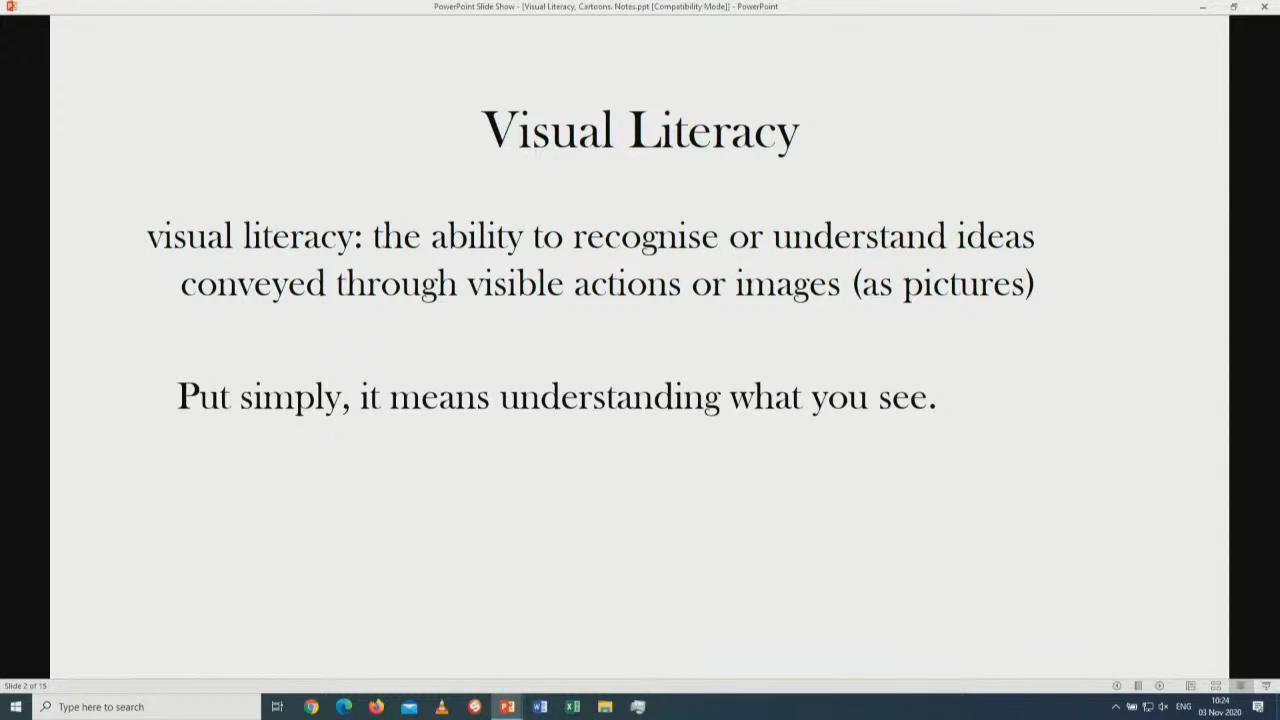 PowerPoint Slide Show - [Visual Literacy, Cartoons. Notes.ppt [Compatibility Mode]] - PowerPoint
Visual Literacy
visual literacy: the ability to recognise or understand ideas
conveyed through visible actions or images (as pictures)
Put simply, it means understanding what you see.
Slide 2 of 15
Type here to search
ENG
10:24
03 Nov 2020